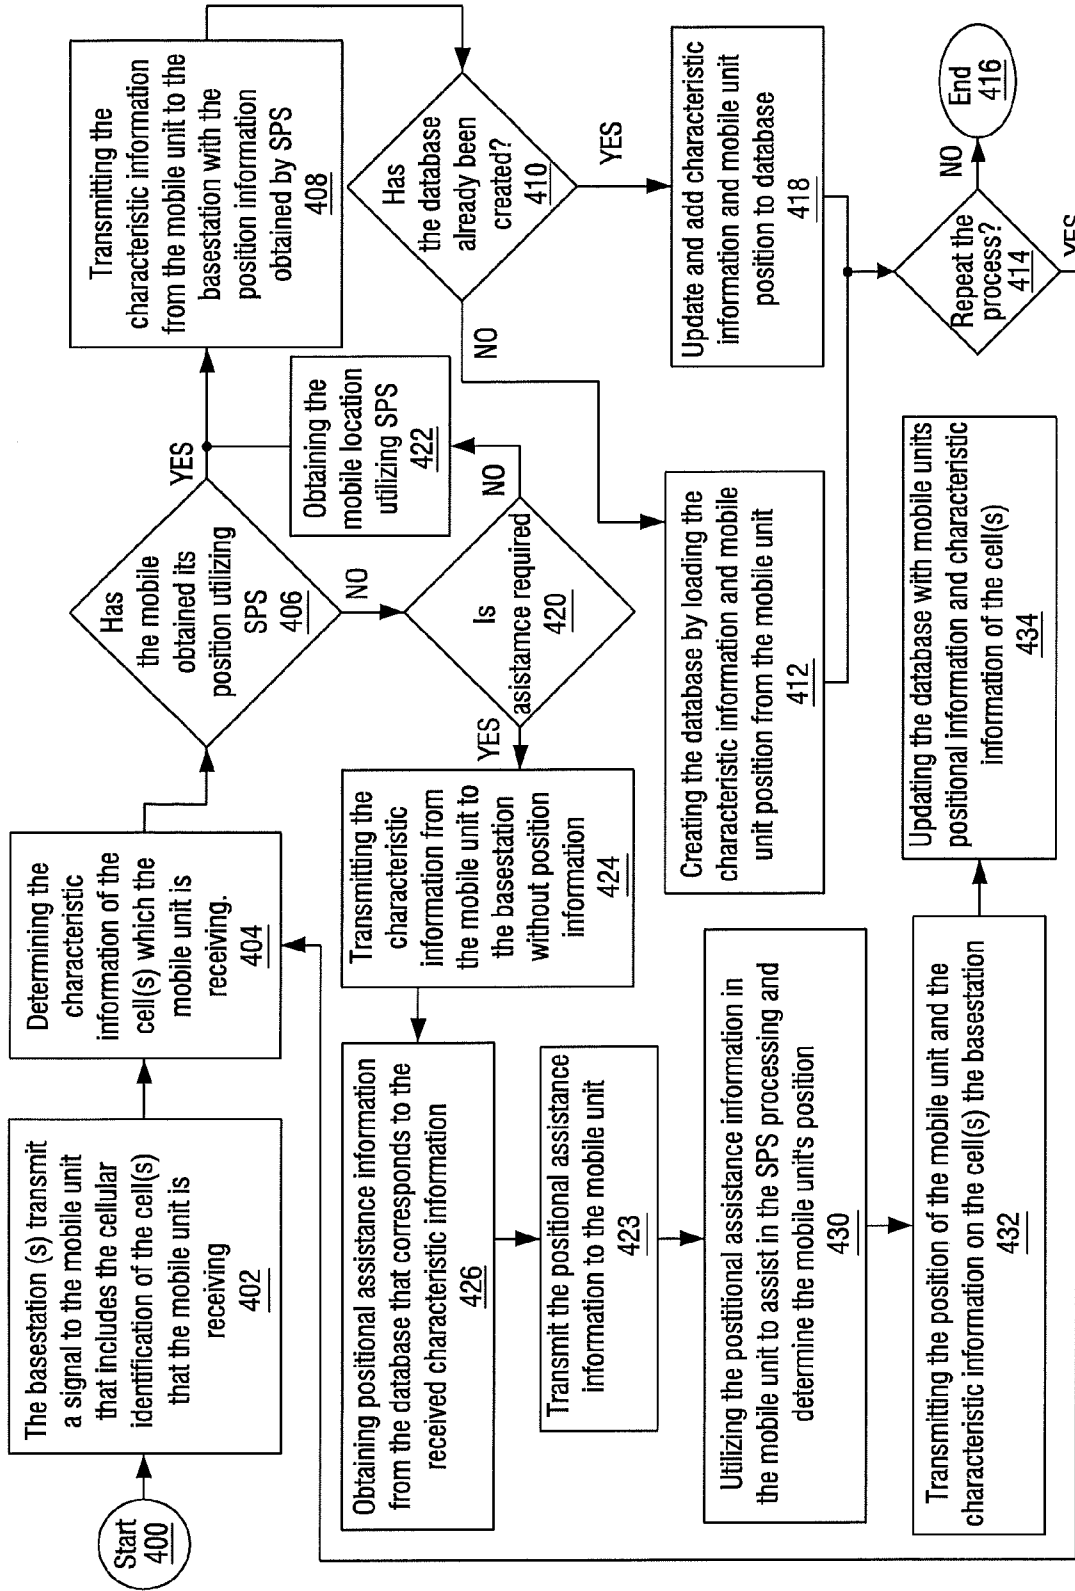 Start
400
The basestation (s) transmit
a signal to the mobile unit
that includes the cellular
identification of the cell(s)
that the mobile unit is
receiving
402
Determining the
characteristic
information of the
cell(s) which the
mobile unit is
receiving.
404
Has
the mobile
obtained its
position utilizing
SPS
406
YES
NO
Transmitting the
characteristic information
from the mobile unit to the
basestation with the
position information
obtained by SPS
408
Obtaining the
mobile location
utilizing SPS
422
Is
asistamce required
420
NO
YES
Has
the database
already been
created?
410
NO
YES
Transmitting the
characteristic
information from
the mobile unit to
the basestation
without position
information
424
Obtaining positional assistance information
from the database that corresponds to the
received characteristic information
426
Transmit the positional assistance
information to the mobile unit
423
Utilizing the positional assistance information in
the mobile unit to assist in the SPS processing and
determine the mobile unit's position
430
Transmitting the position of the mobile unit and the
characteristic information on the cell(s) the basestation
432
Updating the database with mobile units
positional information and characteristic
information of the cell(s)
434
Creating the database by loading the
characteristic information and mobile
unit position from the mobile unit
412
Update and add characteristic
information and mobile unit
position to database
418
Repeat the
process?
414
NO
YES
End
416